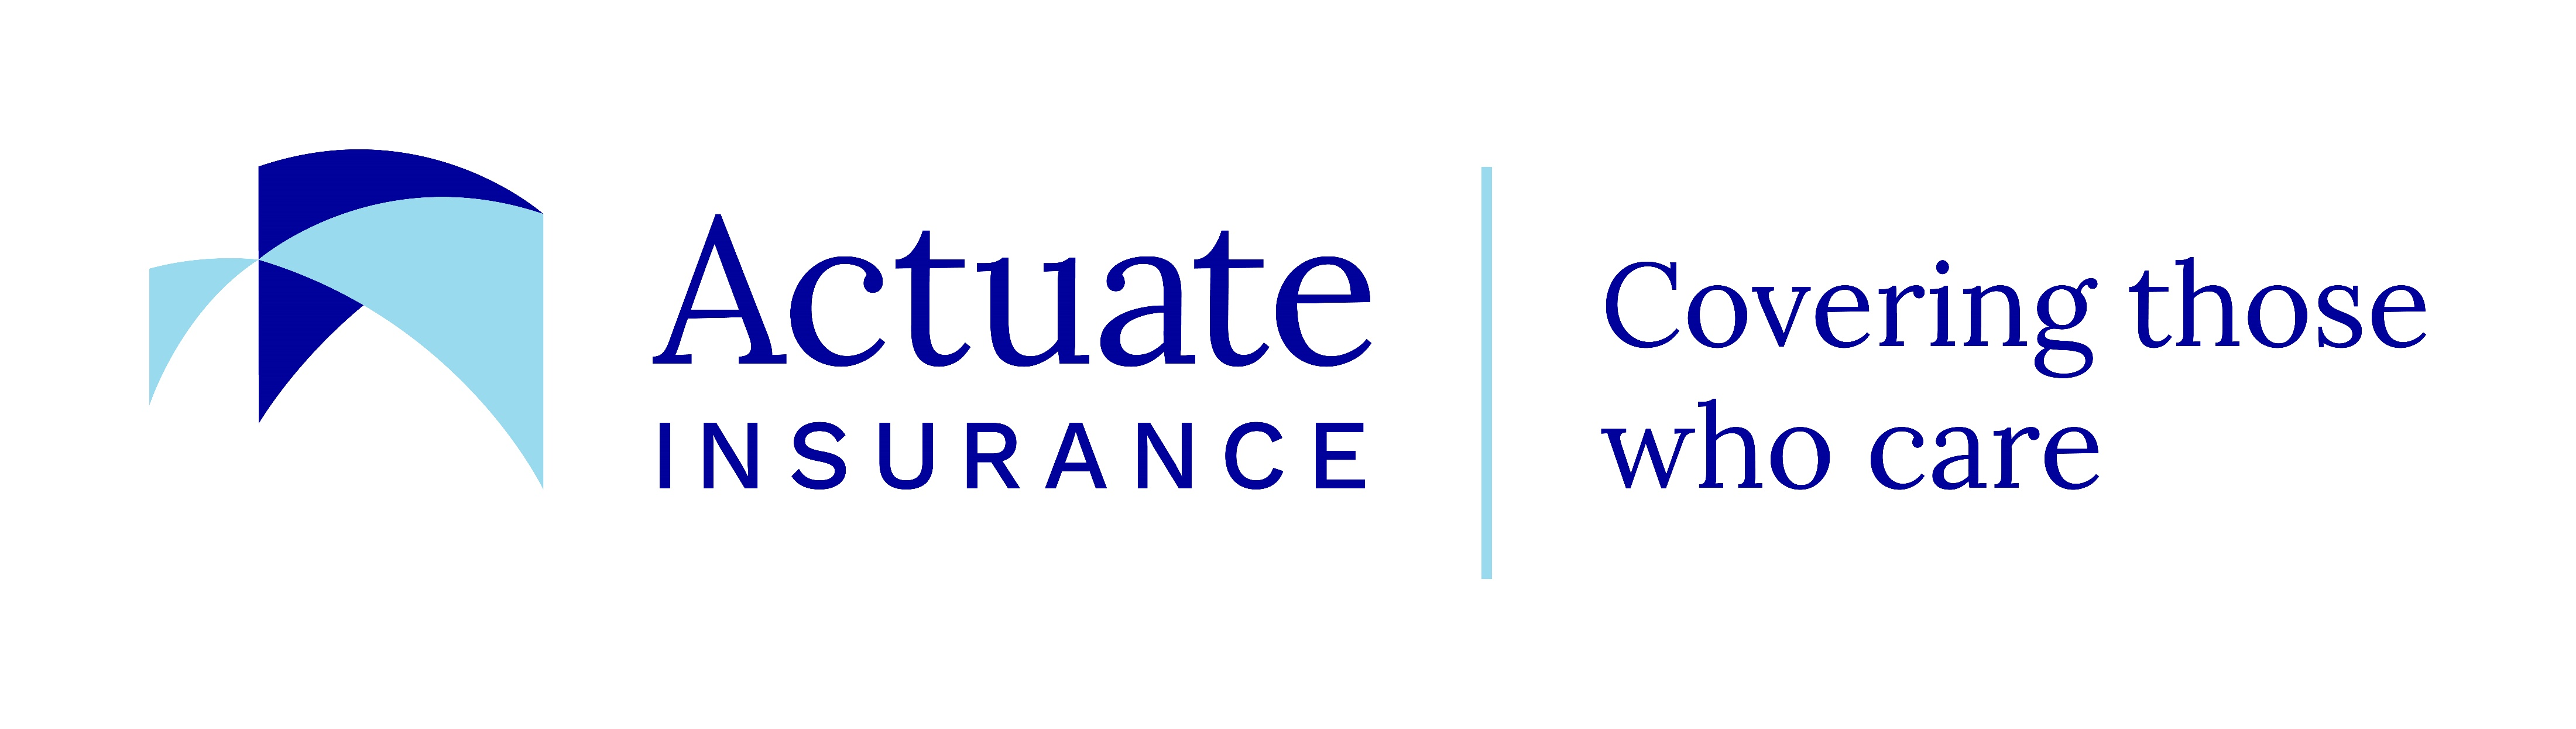 Actuate
INSURANCE
Covering those
who care